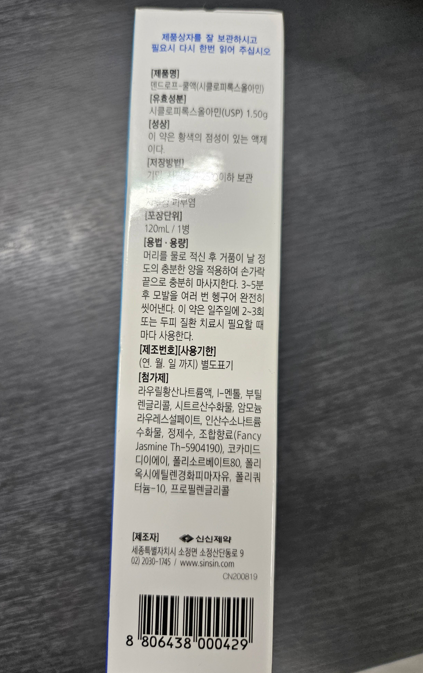 제품상자를 잘 보관하시고
필요시 다시 한번 읽어 주십시오
[제품명]
댄드로프-쿨액(시클로피록스올아민)
[유효성분]
시클로피록스올아민(USP) 1.50g
[성상]
이 약은 황색의 점성이 있는 액제
이다.
[저장방법]
이하 보관
피부염
[포장단위]
120mL / 1병
[용법·용량]
머리를 물로 적신 후 거품이 날 정
도의 충분한 양을 적용하여 손가락
끝으로 충분히 마사지한다. 3~5분
후 모발을 여러 번 헹구어 완전히
씻어낸다. 이 약은 일주일에 2~3회
또는 두피 질환 치료시 필요할 때
마다 사용한다.
[제조번호][사용기한]
(연. 월. 일 까지) 별도표기
[첨가제]
라우릴황산나트륨액, l-멘톨, 부틸
렌글리콜, 시트르산수화물, 암모늄
라우레스설페이트, 인산수소나트륨
수화물, 정제수, 조합향료(Fancy
Jasmine Th-5904190), 코카미드
디이에이, 폴리소르베이트80, 폴리
옥시에틸렌경화피마자유, 폴리쿼
터늄-10, 프로필렌글리콜
[제조자] 신신제약
세종특별자치시 소정면 소정산단동로 9
02) 2030-1745 / www.sinsin.com
CN200819
8 806438 000429